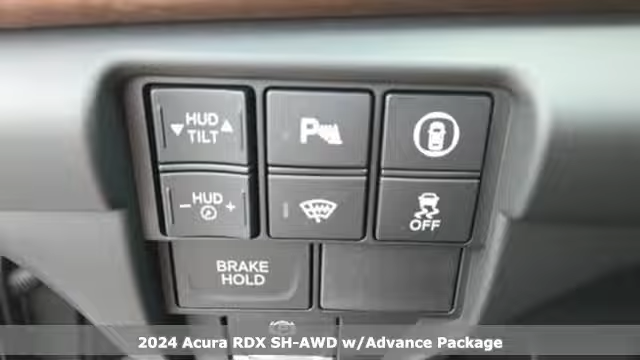 ▼ HUD ▲
TILT
P
- HUD +
OFF
BRAKE
HOLD
2024 Acura RDX SH-AWD w/Advance Package